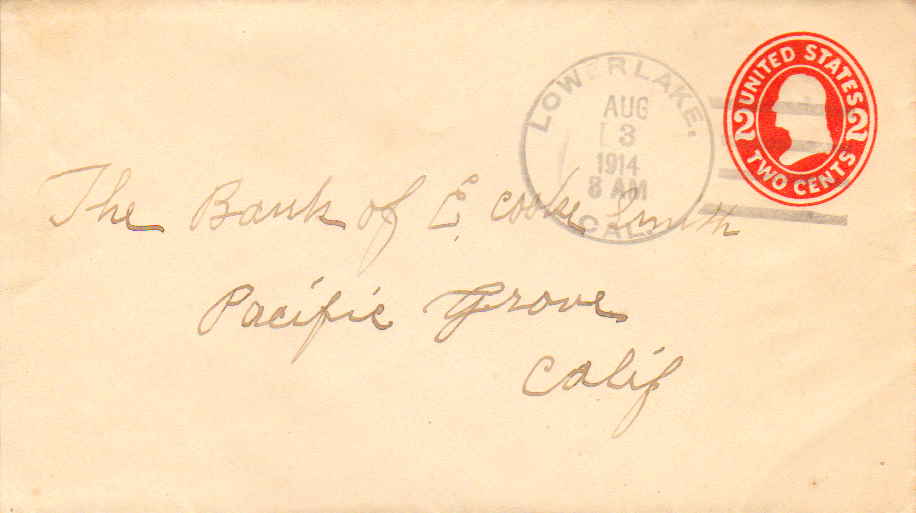 LOWERLAKE,
AUG
3
1914
8 AM
CAL.
UNITED STATES
2 2
TWO CENTS
The Bank of E. Cooke Smith
Pacific Grove
Calif